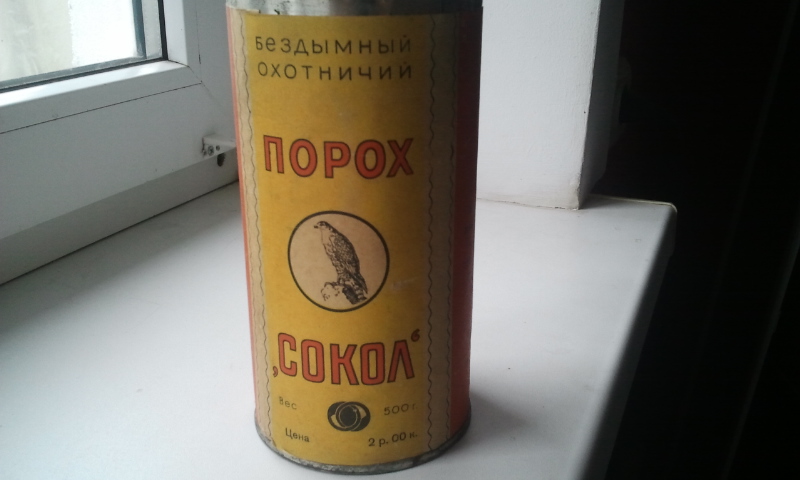 бездымный
охотничий
ПОРОХ
„СОКОЛ“
Вес 500 г.
Цена 2 р. 00 к.